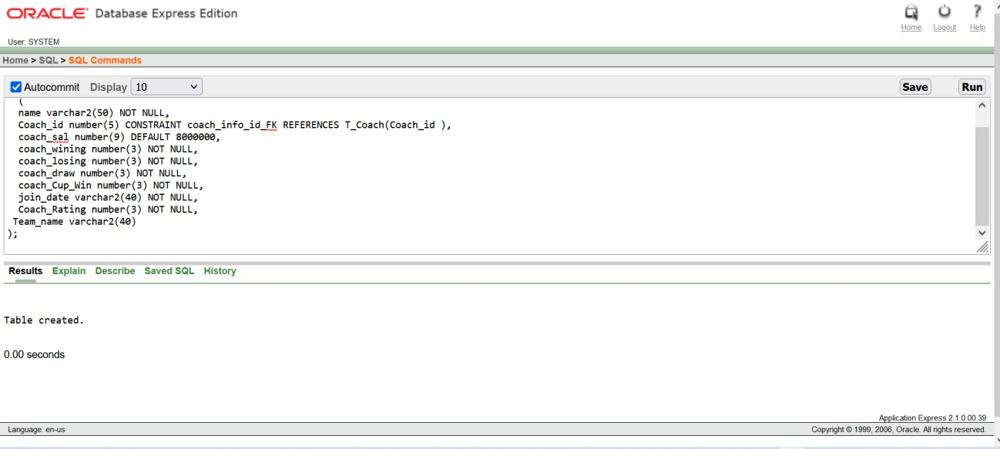 ORACLE® Database Express Edition
Home Logout Help
User: SYSTEM
Home > SQL > SQL Commands
Autocommit Display 10
Save Run
(
name varchar2(50) NOT NULL,
Coach_id number(5) CONSTRAINT coach_info_id_FK REFERENCES T_Coach(Coach_id ),
coach_sal number(9) DEFAULT 8000000,
coach_wining number(3) NOT NULL,
coach_losing number(3) NOT NULL,
coach_draw number(3) NOT NULL,
coach_Cup_Win number(3) NOT NULL,
join_date varchar2(40) NOT NULL,
Coach_Rating number(3) NOT NULL,
Team_name varchar2(40)
);
Results Explain Describe Saved SQL History
Table created.
0.00 seconds
Application Express 2.1.0.00.39
Language: en-us Copyright © 1999, 2006, Oracle. All rights reserved.